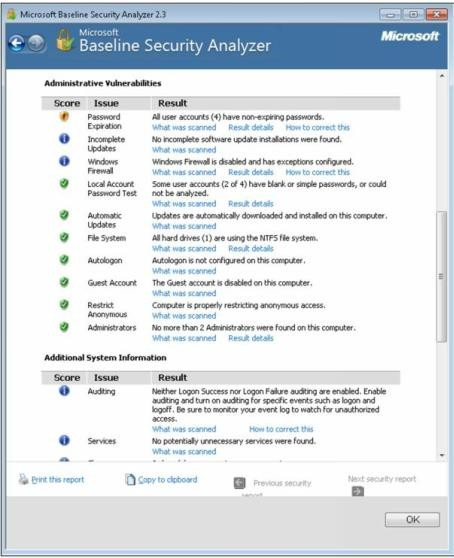 Microsoft Baseline Security Analyzer 2.3
Microsoft
Baseline Security Analyzer
Microsoft
Administrative Vulnerabilities
Score Issue Result
Password Expiration All user accounts (4) have non-expiring passwords.
What was scanned Result details How to correct this
Incomplete Updates No incomplete software update installations were found.
What was scanned
Windows Firewall Windows Firewall is disabled and has exceptions configured.
What was scanned Result details How to correct this
Local Account Password Test Some user accounts (2 of 4) have blank or simple passwords, or could
not be analyzed.
What was scanned Result details
Automatic Updates Updates are automatically downloaded and installed on this computer.
What was scanned
File System All hard drives (1) are using the NTFS file system.
What was scanned Result details
Autologon Autologon is not configured on this computer.
What was scanned
Guest Account The Guest account is disabled on this computer.
What was scanned
Restrict Anonymous Computer is properly restricting anonymous access.
What was scanned
Administrators No more than 2 Administrators were found on this computer.
What was scanned Result details
Additional System Information
Score Issue Result
Auditing Neither Logon Success nor Logon Failure auditing are enabled. Enable
auditing and turn on auditing for specific events such as logon and
logoff. Be sure to monitor your event log to watch for unauthorized
access.
What was scanned How to correct this
Services No potentially unnecessary services were found.
What was scanned
Print this report Copy to clipboard Previous security report Next security report
OK